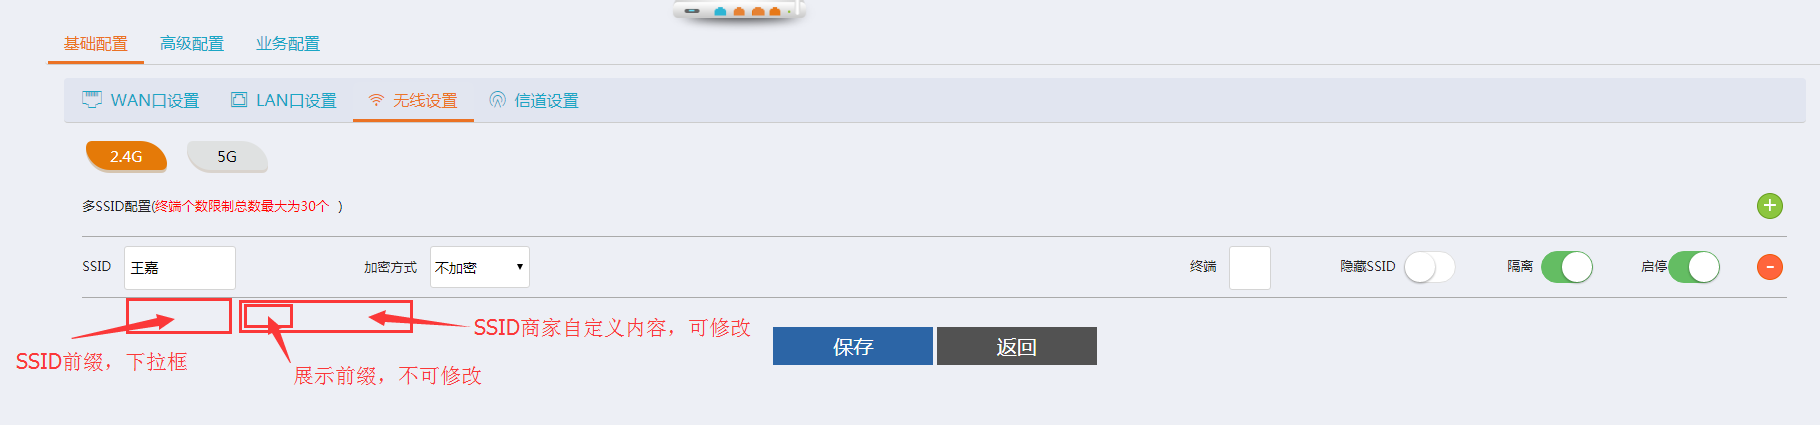 基础配置 高级配置 业务配置
WAN口设置 LAN口设置 无线设置 信道设置
2.4G 5G
多SSID配置(终端个数限制总数最大为30个 )
SSID 王嘉 加密方式 不加密 终端 隐藏SSID 隔离 启停
SSID商家自定义内容，可修改
保存 返回
SSID前缀，下拉框
展示前缀，不可修改